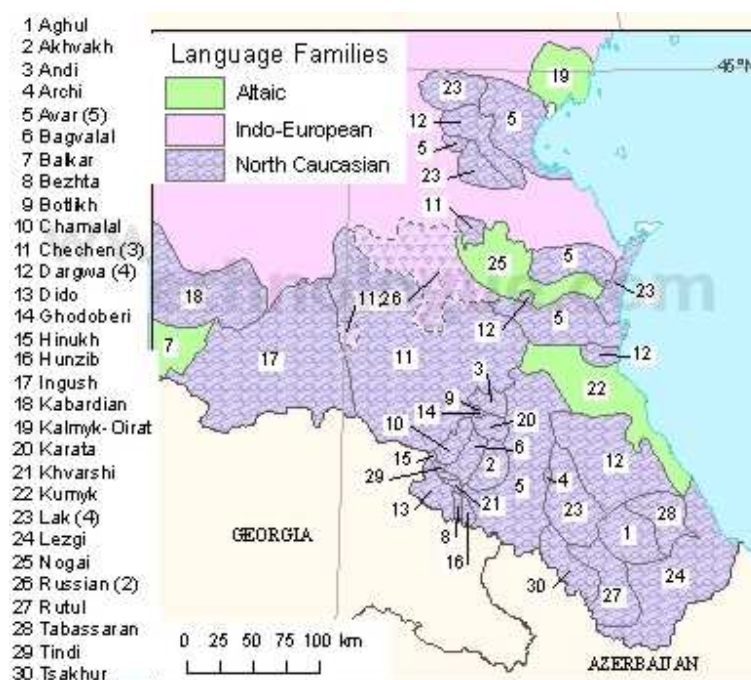 1 Aghul
2 Akhvakh
3 Andi
4 Archi
5 Avar (5)
6 Bagvalal
7 Balkar
8 Bezhta
9 Botlikh
10 Chamalal
11 Chechen (3)
12 Dargwa (4)
13 Dido
14 Ghodoberi
15 Hinukh
16 Hunzib
17 Ingush
18 Kabardian
19 Kalmyk-Oirat
20 Karata
21 Khvarshi
22 Kumyk
23 Lak (4)
24 Lezgi
25 Nogai
26 Russian (2)
27 Rutul
28 Tabassaran
29 Tindi
30 Tsakhur
Language Families
Altaic
Indo-European
North Caucasian
45°N
19
23
12
5
5
23
11
25
5
23
18
11,26
12
5
7
17
11
12
3
22
9
14
20
10
6
12
15
2
29
5
4
13
21
23
28
1
8
16
30
27
24
GEORGIA
AZERBAIJAN
0 25 50 75 100 km